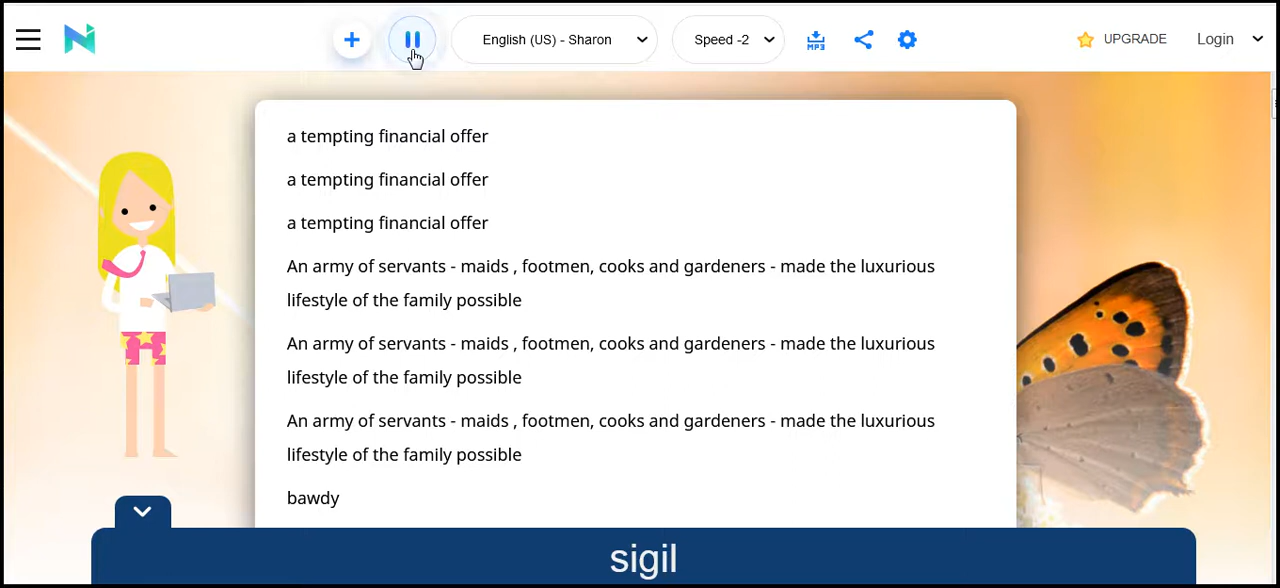 English (US) - Sharon
Speed -2
MP3
UPGRADE
Login
a tempting financial offer
a tempting financial offer
a tempting financial offer
An army of servants - maids , footmen, cooks and gardeners - made the luxurious
lifestyle of the family possible
An army of servants - maids , footmen, cooks and gardeners - made the luxurious
lifestyle of the family possible
An army of servants - maids , footmen, cooks and gardeners - made the luxurious
lifestyle of the family possible
bawdy
sigil